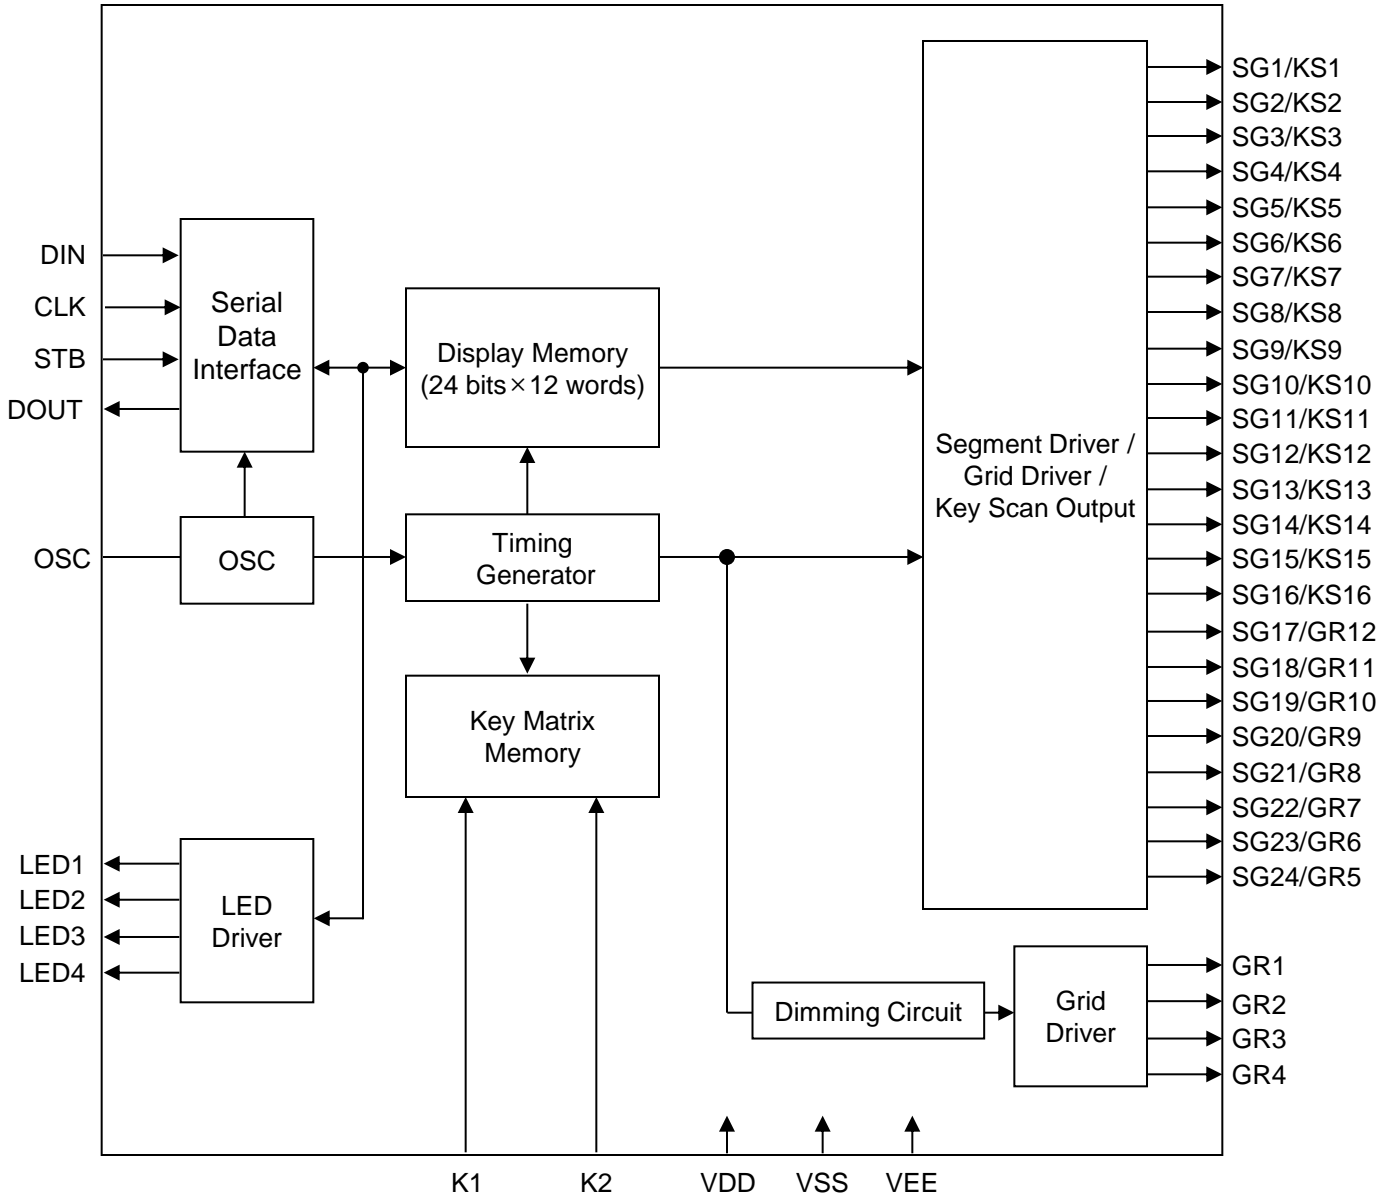 DIN
CLK
STB
DOUT
OSC
LED1
LED2
LED3
LED4
Serial
Data
Interface
OSC
LED
Driver
Display Memory
(24 bits×12 words)
Timing
Generator
Key Matrix
Memory
Segment Driver /
Grid Driver /
Key Scan Output
Dimming Circuit
Grid
Driver
SG1/KS1
SG2/KS2
SG3/KS3
SG4/KS4
SG5/KS5
SG6/KS6
SG7/KS7
SG8/KS8
SG9/KS9
SG10/KS10
SG11/KS11
SG12/KS12
SG13/KS13
SG14/KS14
SG15/KS15
SG16/KS16
SG17/GR12
SG18/GR11
SG19/GR10
SG20/GR9
SG21/GR8
SG22/GR7
SG23/GR6
SG24/GR5
GR1
GR2
GR3
GR4
K1
K2
VDD
VSS
VEE